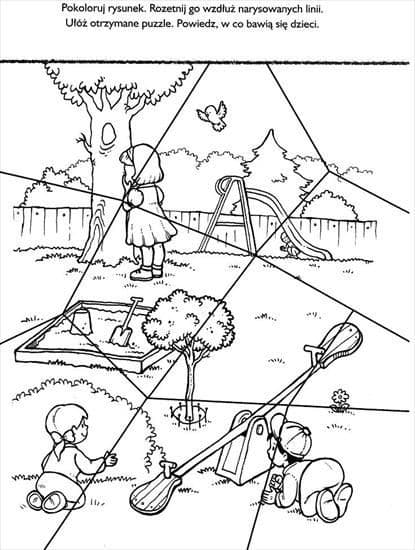 Pokoloruj rysunek. Rozetnij go wzdłuż narysowanych linii.
Ułóż otrzymane puzzle. Powiedz, w co bawią się dzieci.